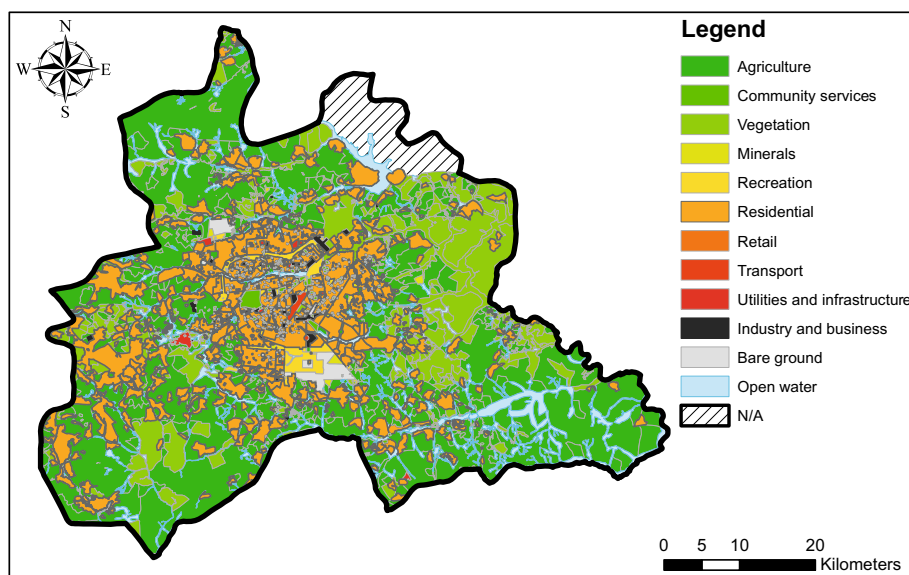 N
W E
S
Legend
Agriculture
Community services
Vegetation
Minerals
Recreation
Residential
Retail
Transport
Utilities and infrastructure
Industry and business
Bare ground
Open water
N/A
0 5 10 20
Kilometers